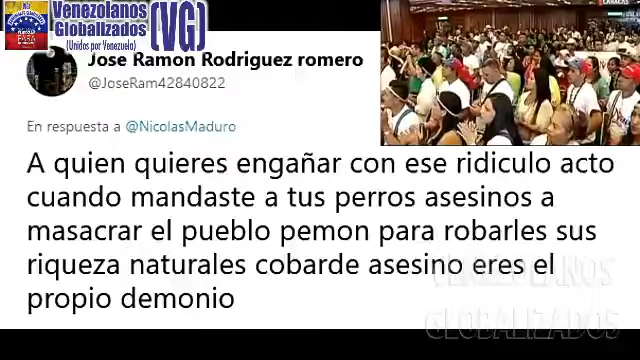 Venezolanos
Globalizados
(Unidos por Venezuela)
(VG)
CARACAS
Jose Ramon Rodriguez romero
@JoseRam42840822
En respuesta a @NicolasMaduro
A quien quieres engañar con ese ridiculo acto
cuando mandaste a tus perros asesinos a
masacrar el pueblo pemon para robarles sus
riqueza naturales cobarde asesino eres el
propio demonio
VENEZOLANOS
GLOBALIZADOS